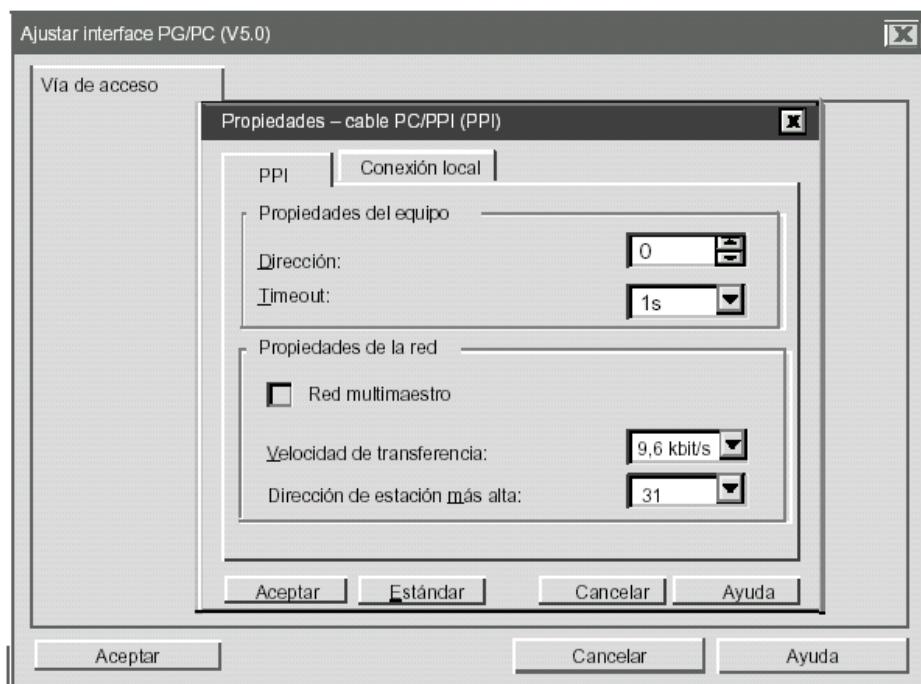 Ajustar interface PG/PC (V5.0)
Vía de acceso
Propiedades – cable PC/PPI (PPI)
PPI
Conexión local
Propiedades del equipo
Dirección:
0
Timeout:
1s
Propiedades de la red
Red multimaestro
Velocidad de transferencia:
9,6 kbit/s
Dirección de estación más alta:
31
Aceptar
Estándar
Cancelar
Ayuda
Aceptar
Cancelar
Ayuda